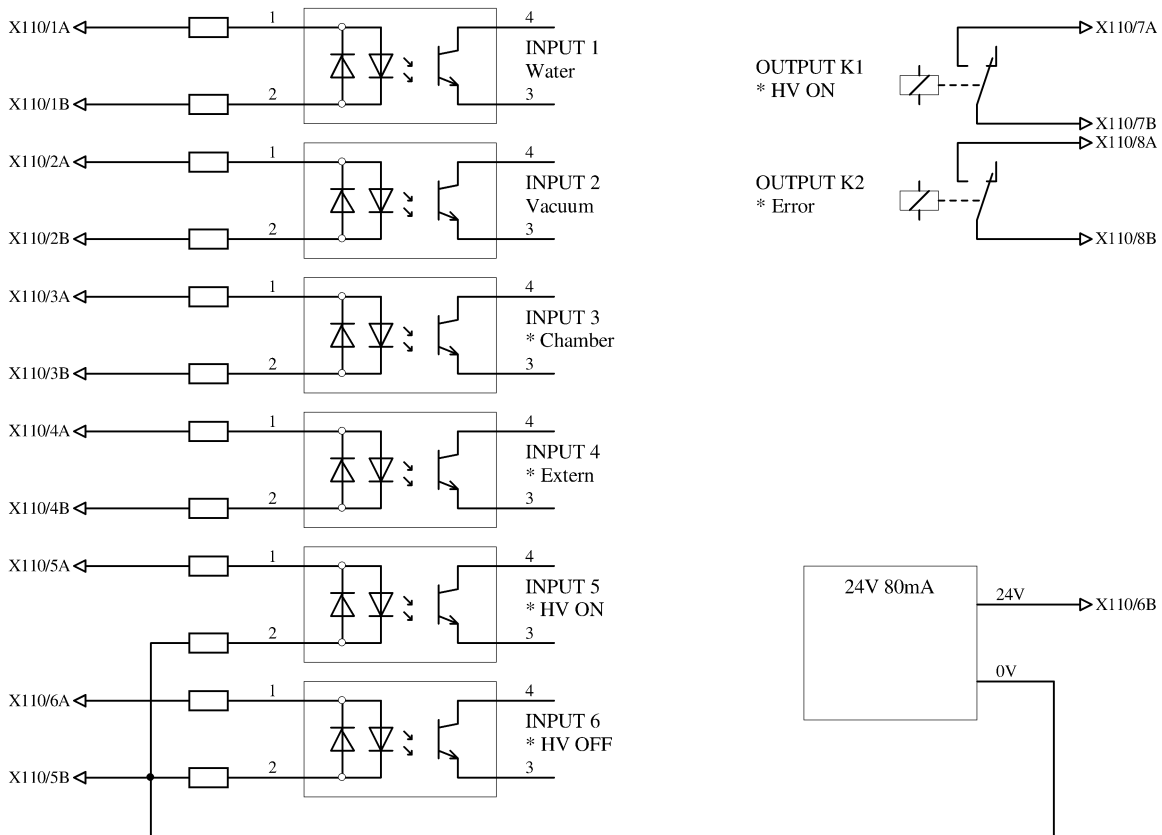 X110/1A
1
4
INPUT 1
Water
X110/1B
2
3
X110/2A
1
4
INPUT 2
Vacuum
X110/2B
2
3
X110/3A
1
4
INPUT 3
* Chamber
X110/3B
2
3
X110/4A
1
4
INPUT 4
* Extern
X110/4B
2
3
X110/5A
1
4
INPUT 5
* HV ON
2
3
X110/6A
1
4
INPUT 6
* HV OFF
X110/5B
2
3
X110/7A
OUTPUT K1
* HV ON
X110/7B
X110/8A
OUTPUT K2
* Error
X110/8B
24V 80mA
24V
X110/6B
0V